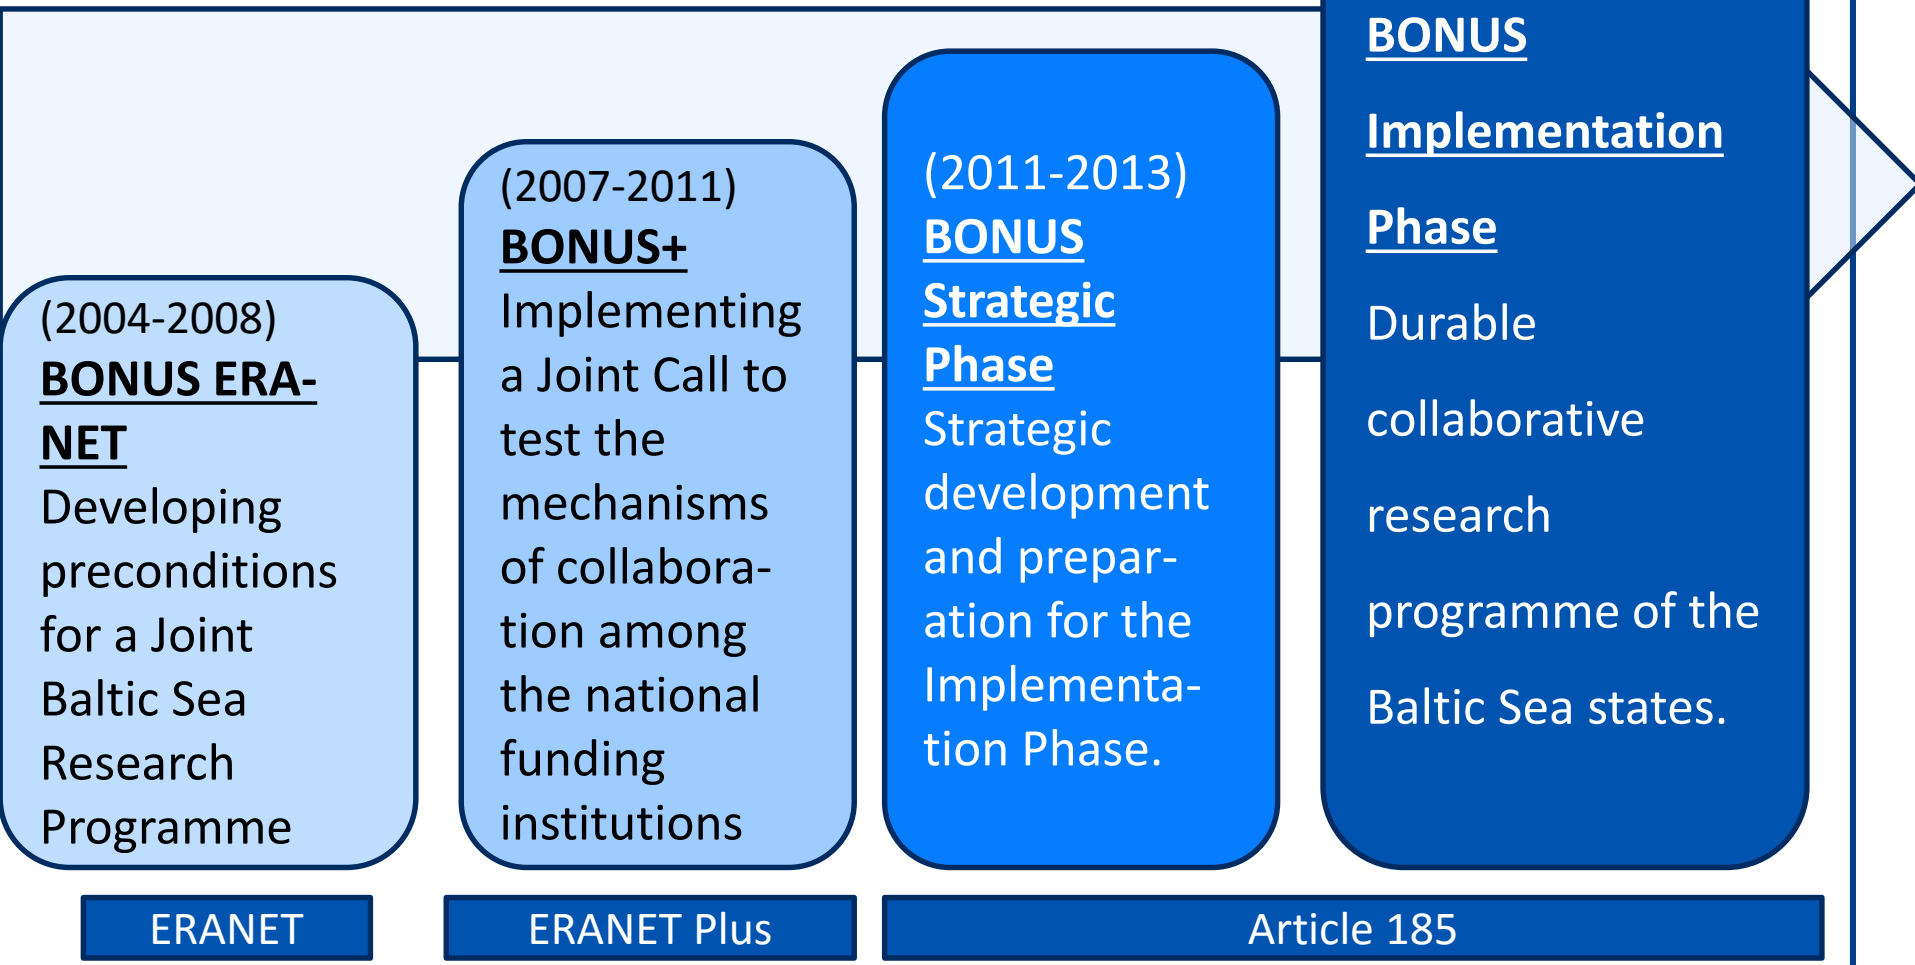 (2004-2008)
BONUS ERA-
NET
Developing
preconditions
for a Joint
Baltic Sea
Research
Programme
(2007-2011)
BONUS+
Implementing
a Joint Call to
test the
mechanisms
of collabora-
tion among
the national
funding
institutions
(2011-2013)
BONUS
Strategic
Phase
Strategic
development
and prepar-
ation for the
Implementa-
tion Phase.
BONUS
Implementation
Phase
Durable
collaborative
research
programme of the
Baltic Sea states.
ERANET
ERANET Plus
Article 185